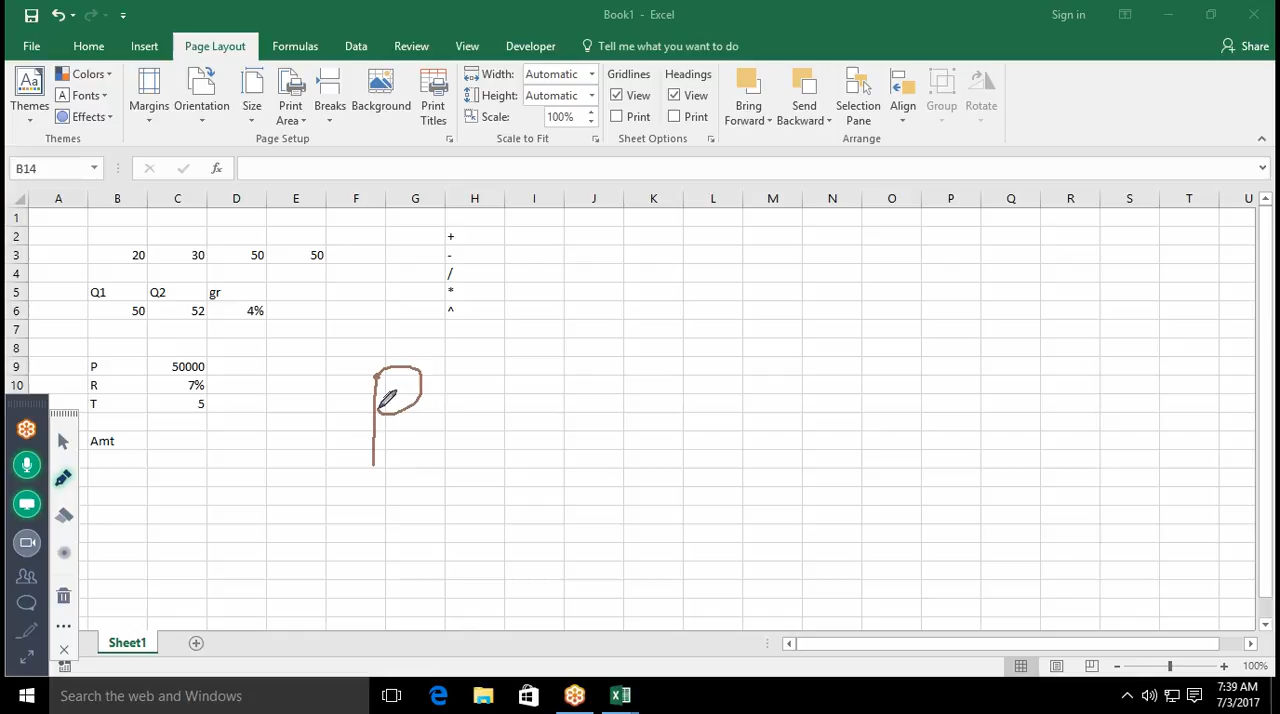 Book1 - Excel
Sign in
File Home Insert Page Layout Formulas Data Review View Developer Tell me what you want to do Share
Themes Colors Fonts Effects Margins Orientation Size Print Area Breaks Background Print Titles Width: Automatic Height: Automatic Scale: 100% Gridlines View Print Headings View Print Bring Forward Send Backward Selection Pane Align Group Rotate
Themes Page Setup Scale to Fit Sheet Options Arrange
B14 fx
A B C D E F G H I J K L M N O P Q R S T U
1
2 +
3 20 30 50 50 -
4 /
5 Q1 Q2 gr *
6 50 52 4% ^
7
8
9 P 50000
10 R 7%
T 5
P
Amt
Sheet1
100%
Search the web and Windows
7:39 AM
7/3/2017